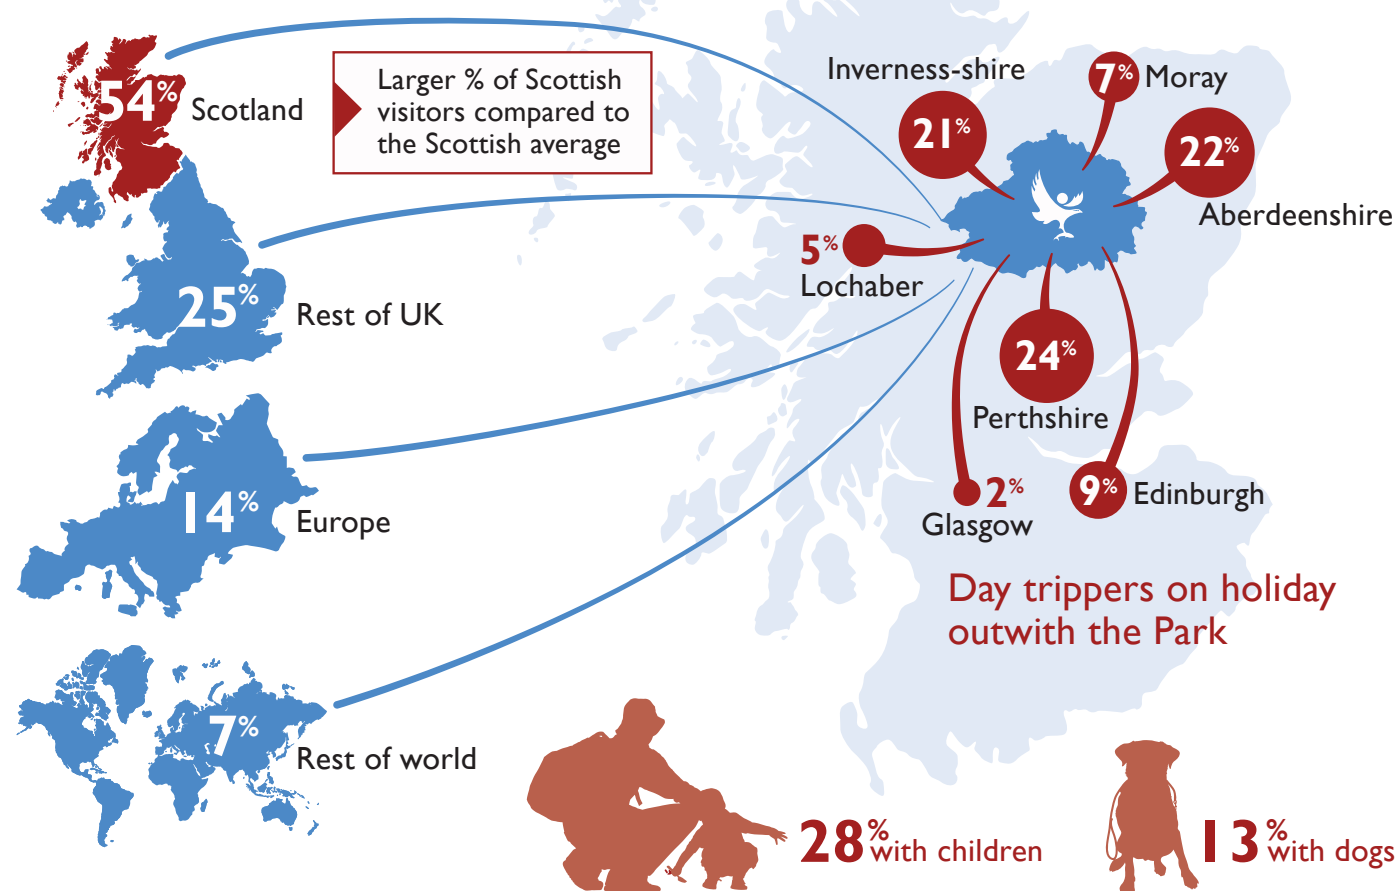 54%
Scotland
Larger % of Scottish
visitors compared to
the Scottish average
25%
Rest of UK
14%
Europe
7%
Rest of world
Inverness-shire
21%
7% Moray
22%
Aberdeenshire
5%
Lochaber
24%
Perthshire
2%
Glasgow
9% Edinburgh
Day trippers on holiday
outwith the Park
28% with children
13% with dogs